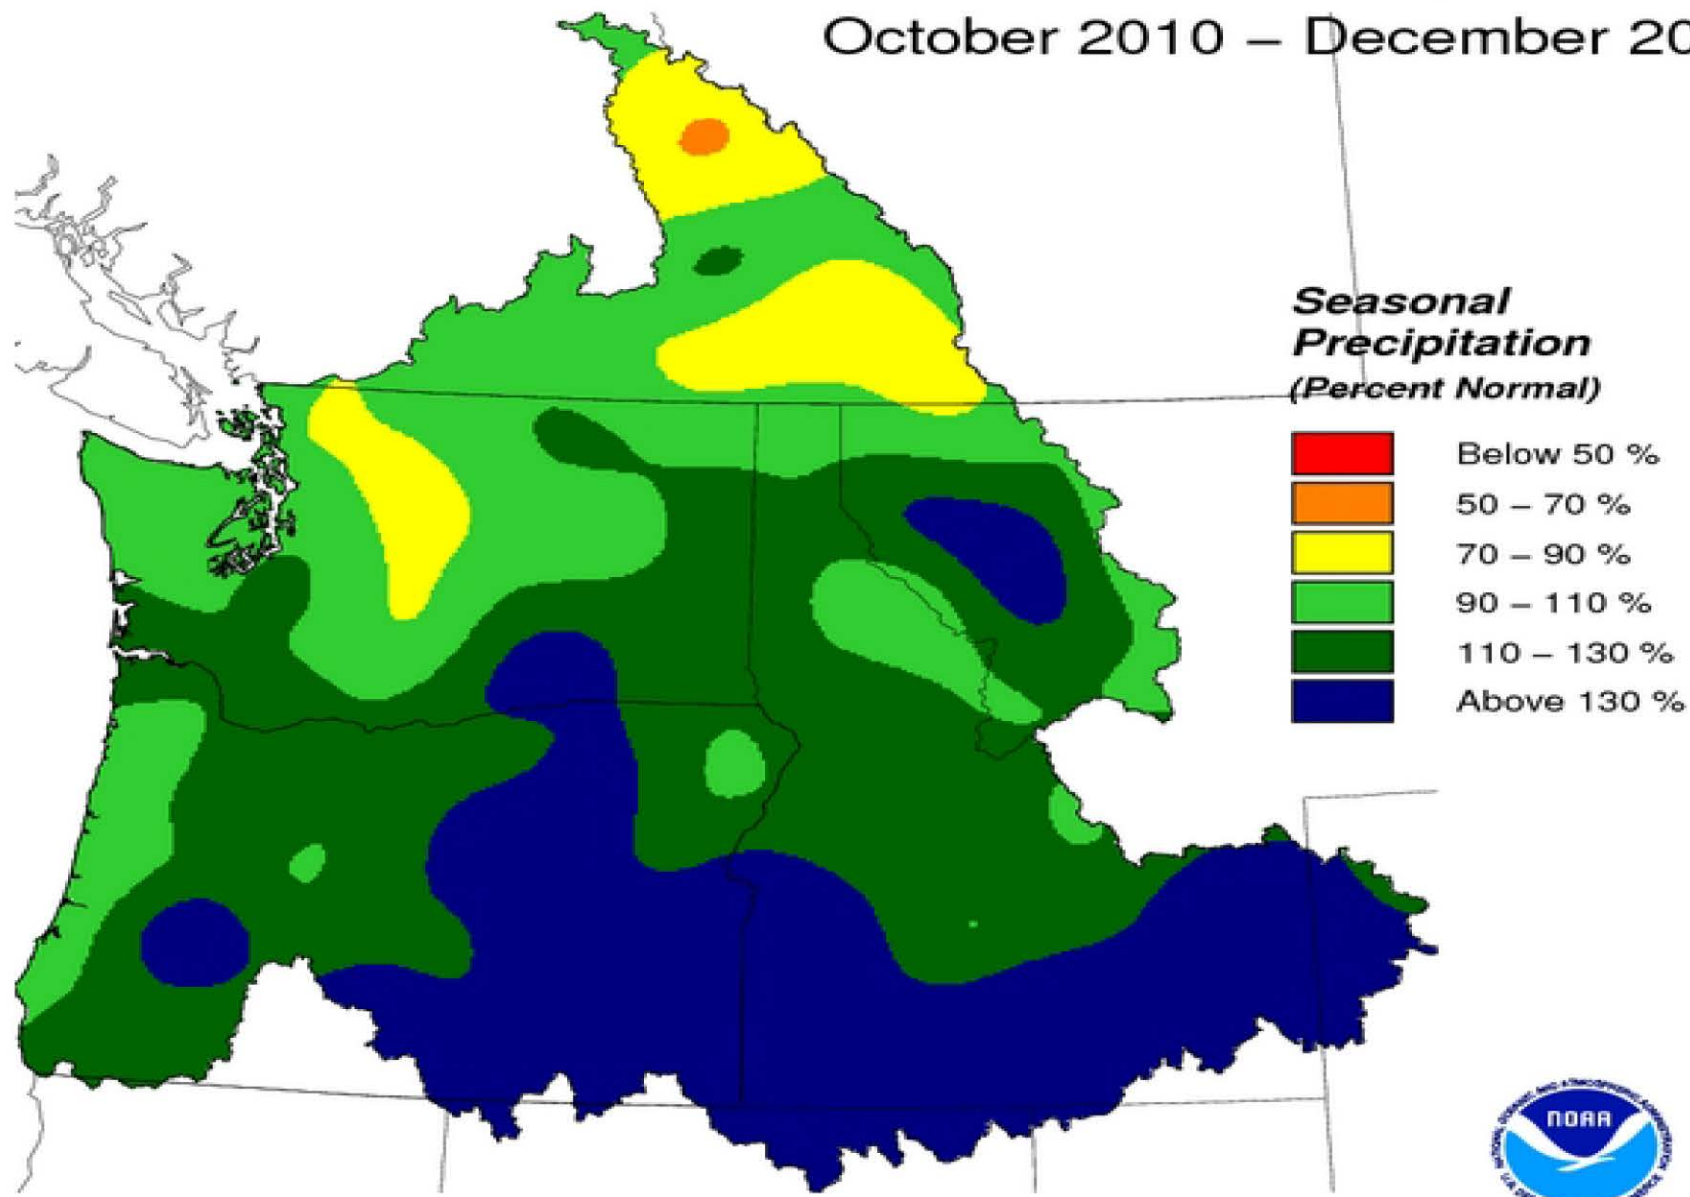 October 2010 – December 20
Seasonal
Precipitation
(Percent Normal)
Below 50 %
50 – 70 %
70 – 90 %
90 – 110 %
110 – 130 %
Above 130 %
NOAA